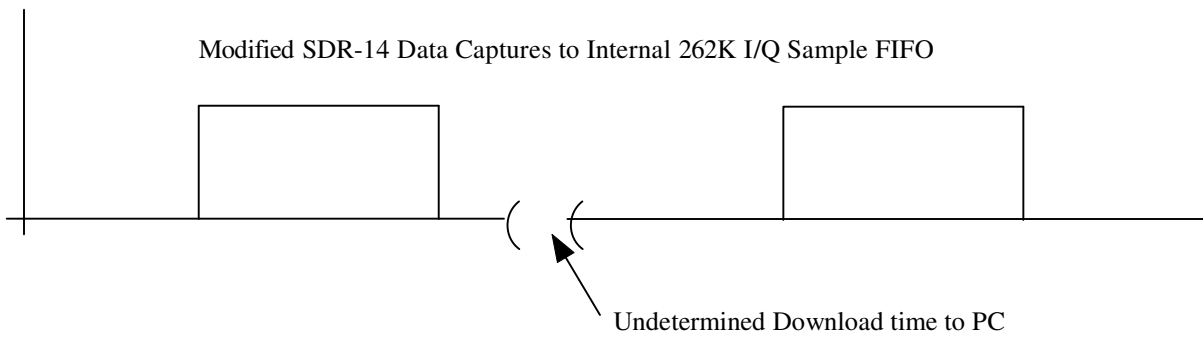 Modified SDR-14 Data Captures to Internal 262K I/Q Sample FIFO
Undetermined Download time to PC